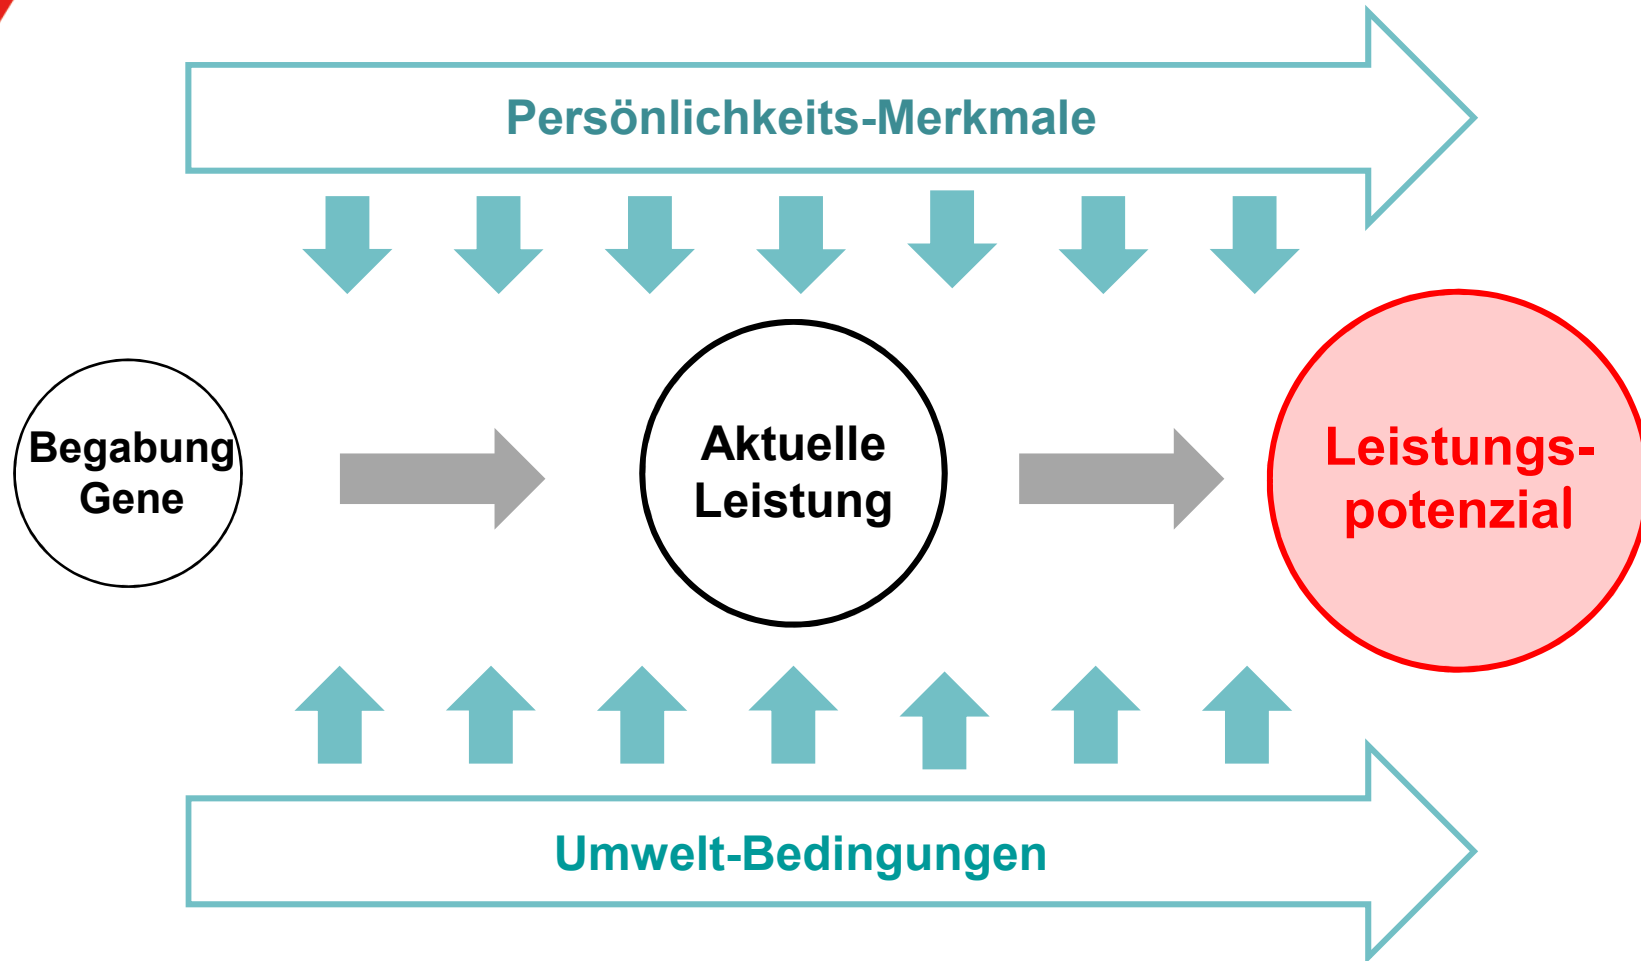 Persönlichkeits-Merkmale
Begabung
Gene
Aktuelle
Leistung
Leistungs-
potenzial
Umwelt-Bedingungen